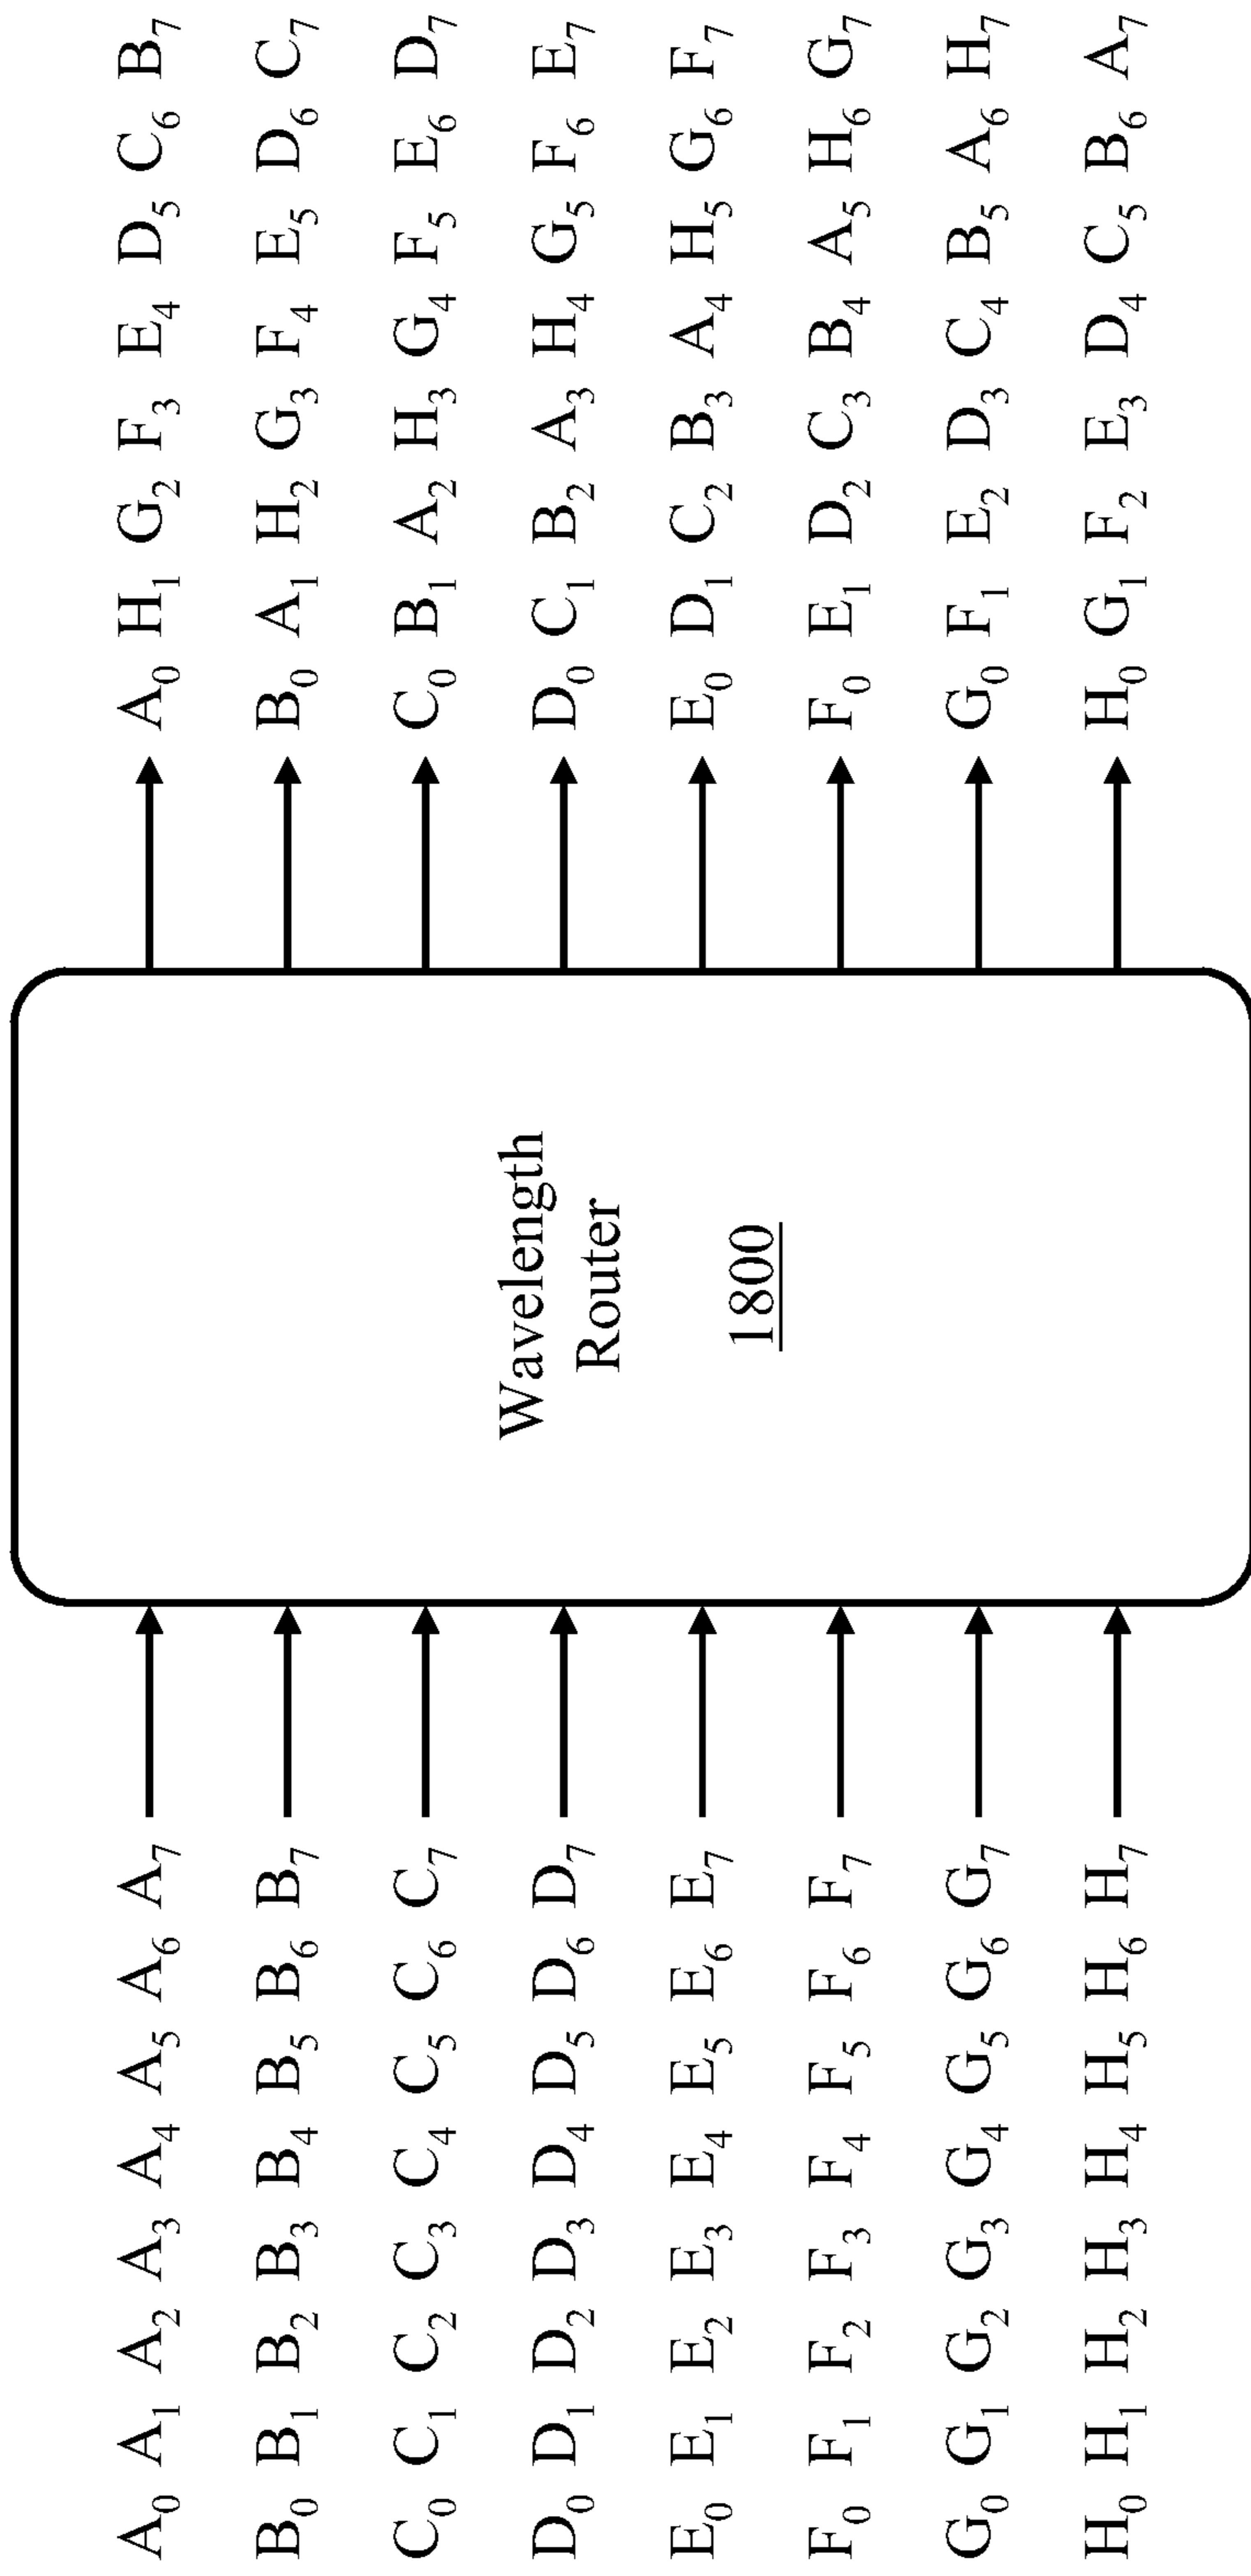 A₀ A₁ A₂ A₃ A₄ A₅ A₆ A₇
B₀ B₁ B₂ B₃ B₄ B₅ B₆ B₇
C₀ C₁ C₂ C₃ C₄ C₅ C₆ C₇
D₀ D₁ D₂ D₃ D₄ D₅ D₆ D₇
E₀ E₁ E₂ E₃ E₄ E₅ E₆ E₇
F₀ F₁ F₂ F₃ F₄ F₅ F₆ F₇
G₀ G₁ G₂ G₃ G₄ G₅ G₆ G₇
H₀ H₁ H₂ H₃ H₄ H₅ H₆ H₇
Wavelength
Router
1800
A₀ H₁ G₂ F₃ E₄ D₅ C₆ B₇
B₀ A₁ H₂ G₃ F₄ E₅ D₆ C₇
C₀ B₁ A₂ H₃ G₄ F₅ E₆ D₇
D₀ C₁ B₂ A₃ H₄ G₅ F₆ E₇
E₀ D₁ C₂ B₃ A₄ H�5 G₆ F₇
F₀ E₁ D₂ C₃ B₄ A₅ H₆ G₇
G₀ F₁ E₂ D₃ C₄ B₅ A₆ H₇
H₀ G₁ F₂ E₃ D₄ C₅ B₆ A₇